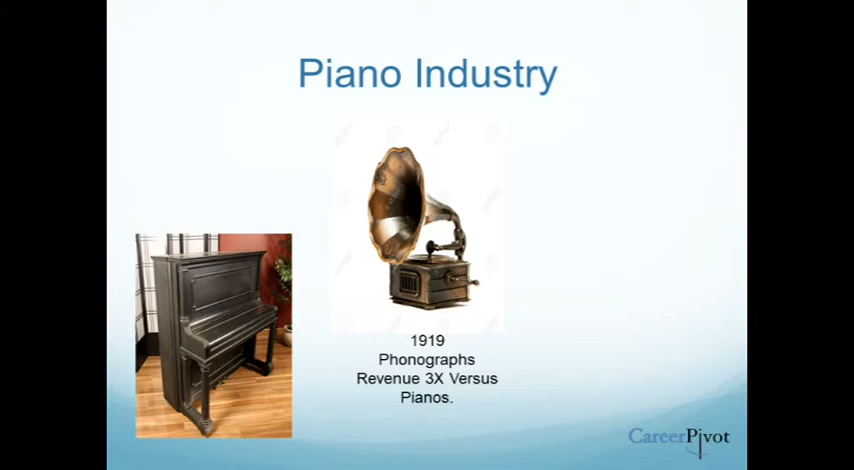 Piano Industry
1919
Phonographs
Revenue 3X Versus
Pianos.
CareerPivot